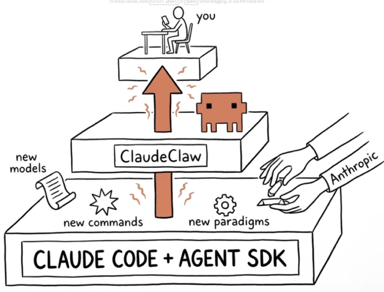 you
ClaudeClaw
new
models
new commands
new paradigms
Anthropic
CLAUDE CODE + AGENT SDK